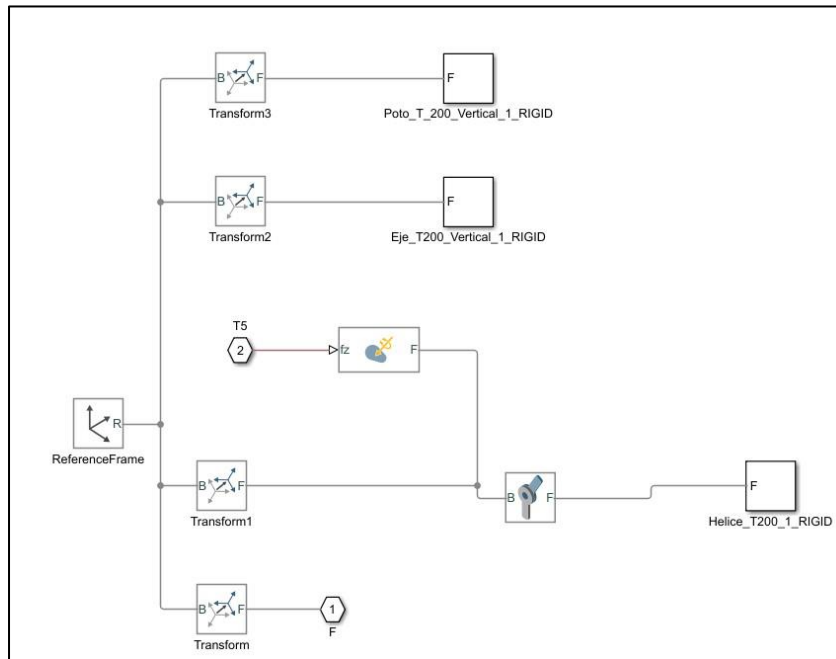 B F F
Transform3 Poto_T_200_Vertical_1_RIGID
B F F
Transform2 Eje_T200_Vertical_1_RIGID
T5
2 fz F
R
ReferenceFrame
B F B F F
Transform1 Helice_T200_1_RIGID
B F 1
Transform F